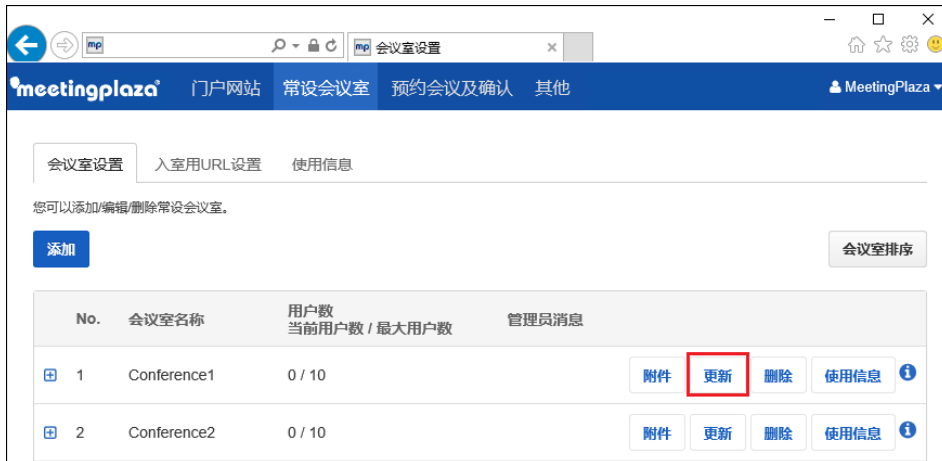 mp
mp 会议室设置
meetingplaza 门户网站 常设会议室 预约会议及确认 其他 MeetingPlaza
会议室设置 入室用URL设置 使用信息
您可以添加/编辑/删除常设会议室。
添加 会议室排序
No. 会议室名称 用户数 管理员消息
当前用户数 / 最大用户数
1 Conference1 0 / 10 附件 更新 删除 使用信息
2 Conference2 0 / 10 附件 更新 删除 使用信息